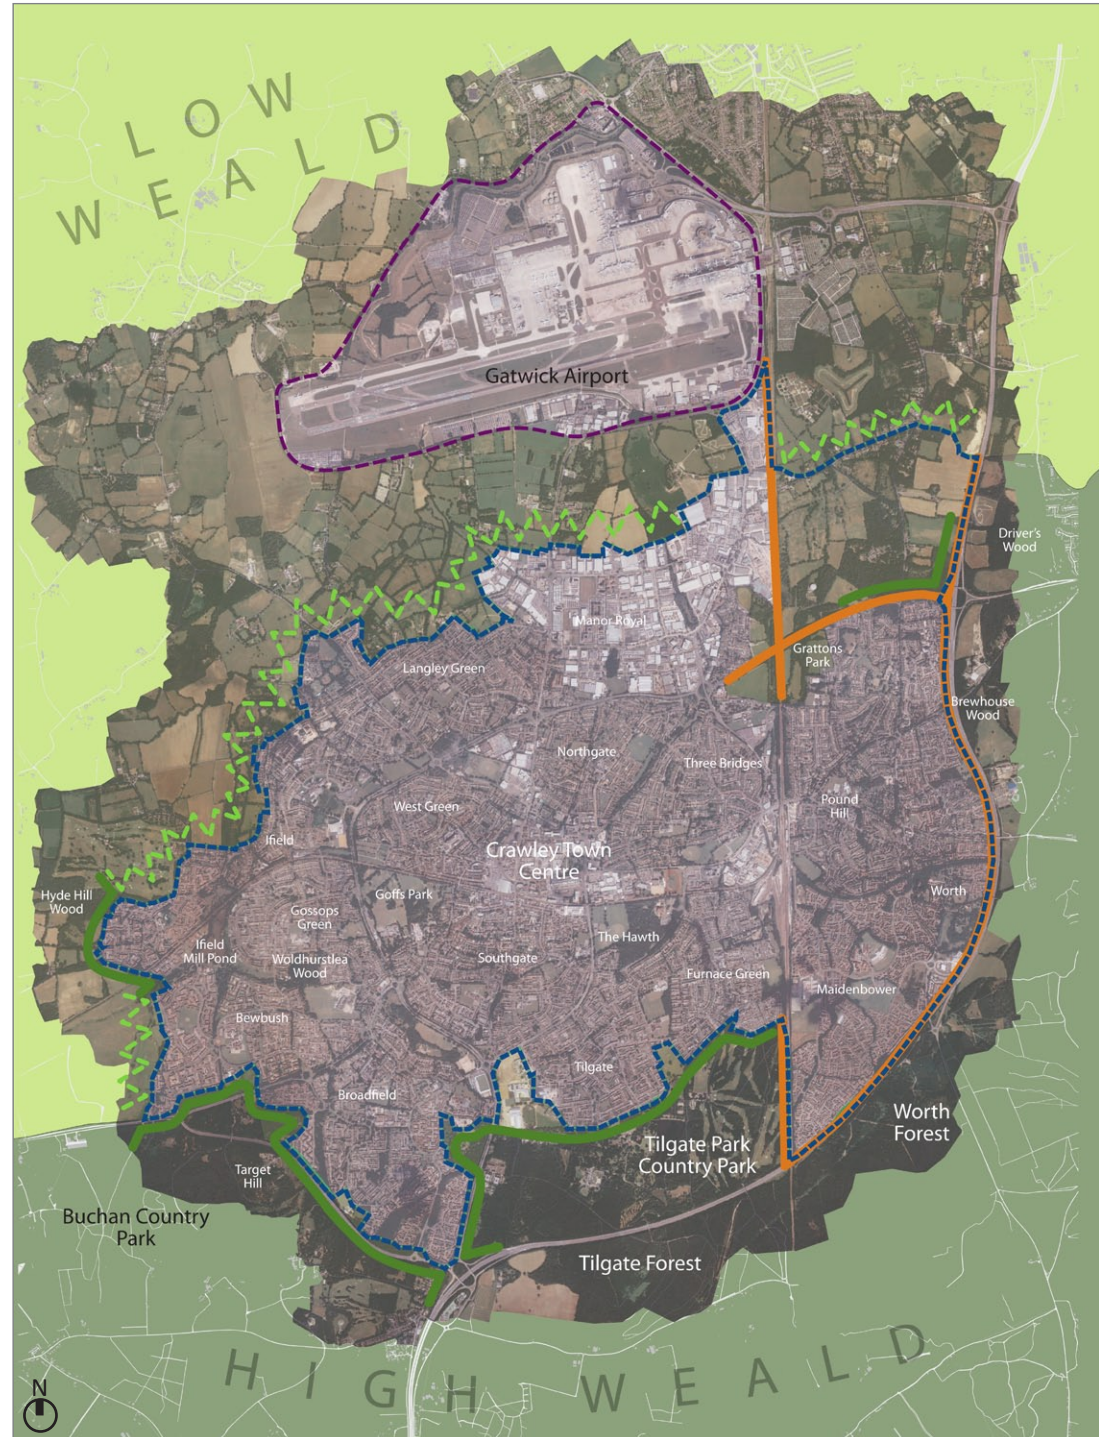 LOW
WEALD
Gatwick Airport
Driver's
Wood
Manor Royal
Grattons
Park
Langley Green
Brewhouse
Wood
Northgate
Three Bridges
West Green
Pound
Hill
Ifield
Crawley Town
Centre
Hyde Hill
Wood
Goffs Park
Worth
Gossops
Green
The Hawth
Ifield
Mill Pond
Woldhurstlea
Wood
Southgate
Furnace Green
Maidenbower
Bewbush
Tilgate
Broadfield
Worth
Forest
Tilgate Park
Country Park
Target
Hill
Buchan Country
Park
Tilgate Forest
HIGH WEALD
N